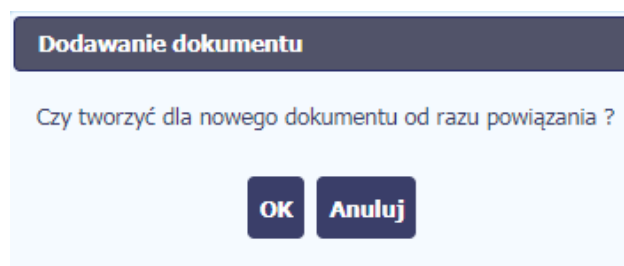 Dodawanie dokumentu
Czy tworzyć dla nowego dokumentu od razu powiązania ?
OK Anuluj